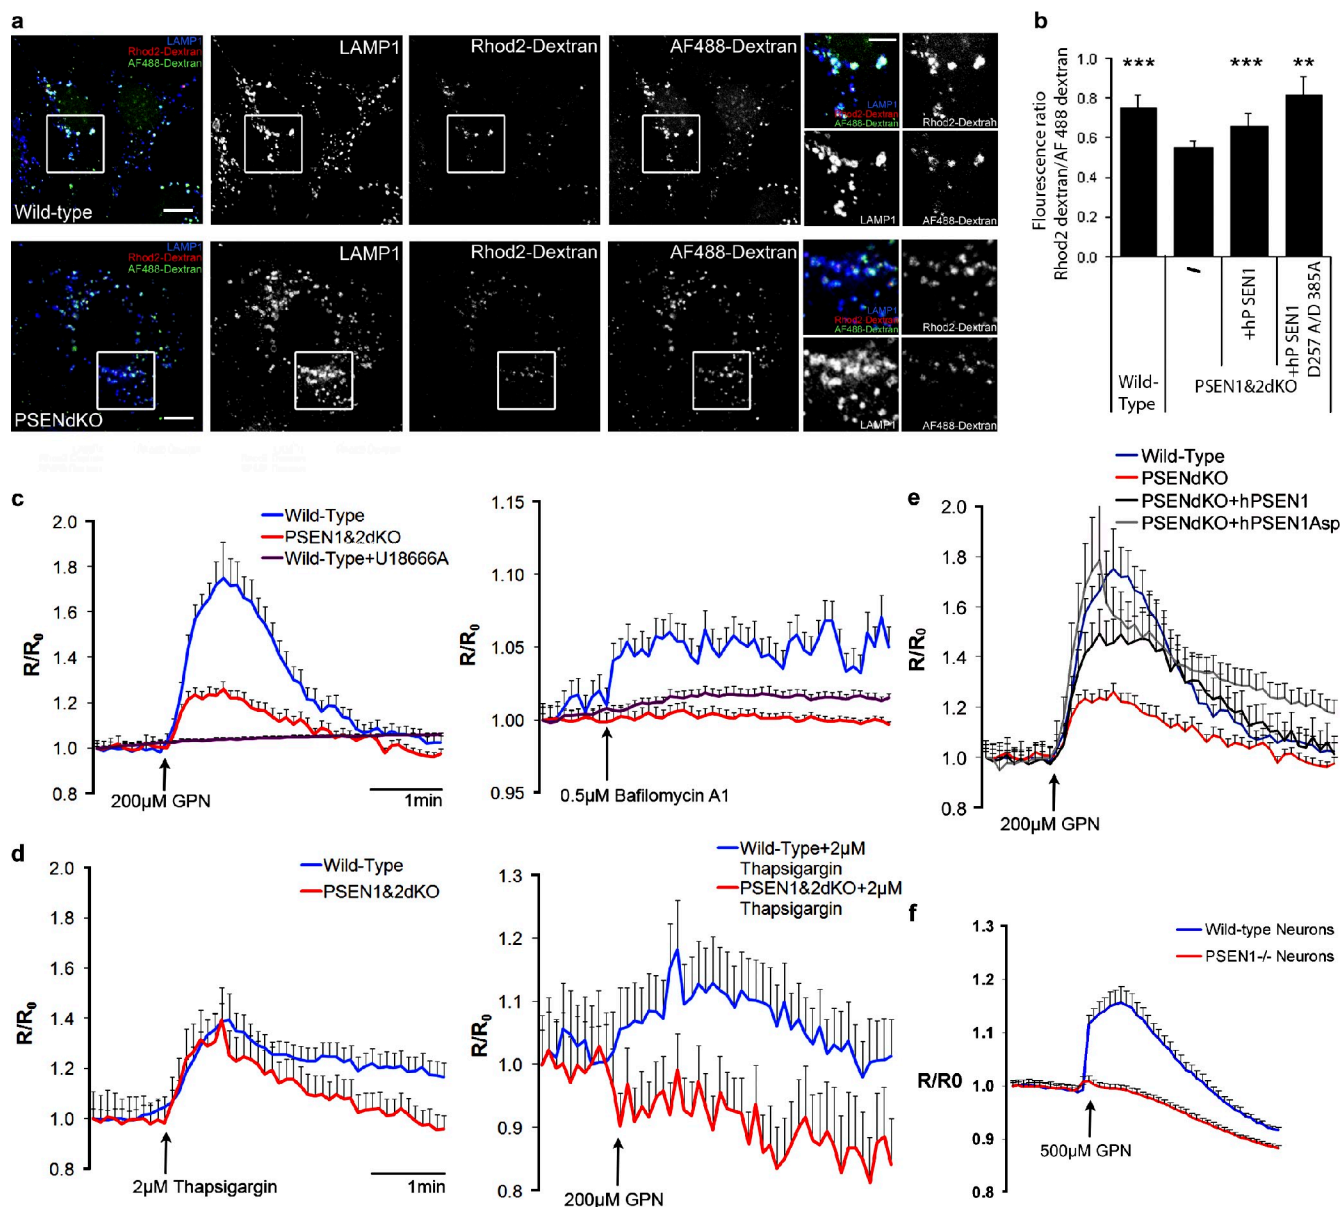 a
LAMP1
Rhod2-Dextran
AF488-Dextran
Wild-type
LAMP1
Rhod2-Dextran
AF488-Dextran
LAMP1
Rhod2-Dextran
AF488-Dextran
Rhod2-Dextran
LAMP1
AF488-Dextran
LAMP1
Rhod2-Dextran
AF488-Dextran
PSENdKO
LAMP1
Rhod2-Dextran
AF488-Dextran
LAMP1
Rhod2-Dextran
AF488-Dextran
Rhod2-Dextran
LAMP1
AF488-Dextran
b
Flourescence ratio
Rhod2 dextran/AF 488 dextran
1.0
0.8
0.6
0.4
0.2
0.0
*** *** **
/
+hP SEN1
+hP SEN1
D257 A/D 385A
Wild-
Type
PSEN1&2dKO
c
Wild-Type
PSEN1&2dKO
Wild-Type+U18666A
R/R0
2.0
1.8
1.6
1.4
1.2
1.0
0.8
200µM GPN
1min
R/R0
1.15
1.10
1.05
1.00
0.95
0.5µM Bafilomycin A1
d
Wild-Type
PSEN1&2dKO
R/R0
2.0
1.8
1.6
1.4
1.2
1.0
0.8
2µM Thapsigargin
1min
Wild-Type+2µM
Thapsigargin
PSEN1&2dKO+2µM
Thapsigargin
R/R0
1.3
1.2
1.1
1.0
0.9
0.8
200µM GPN
e
Wild-Type
PSENdKO
PSENdKO+hPSEN1
PSENdKO+hPSEN1Asp
R/R0
2.0
1.8
1.6
1.4
1.2
1.0
0.8
200µM GPN
f
Wild-type Neurons
PSEN1-/- Neurons
R/R0
1.3
1.2
1.1
1.0
0.9
0.8
500µM GPN